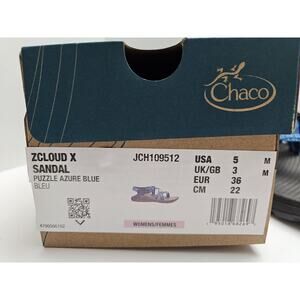 Chaco
ZCLOUD X
SANDAL
PUZZLE AZURE BLUE
BLEU
JCH109512
USA 5 M
UK/GB 3 M
EUR 36
CM 22
WOMENS/FEMMES